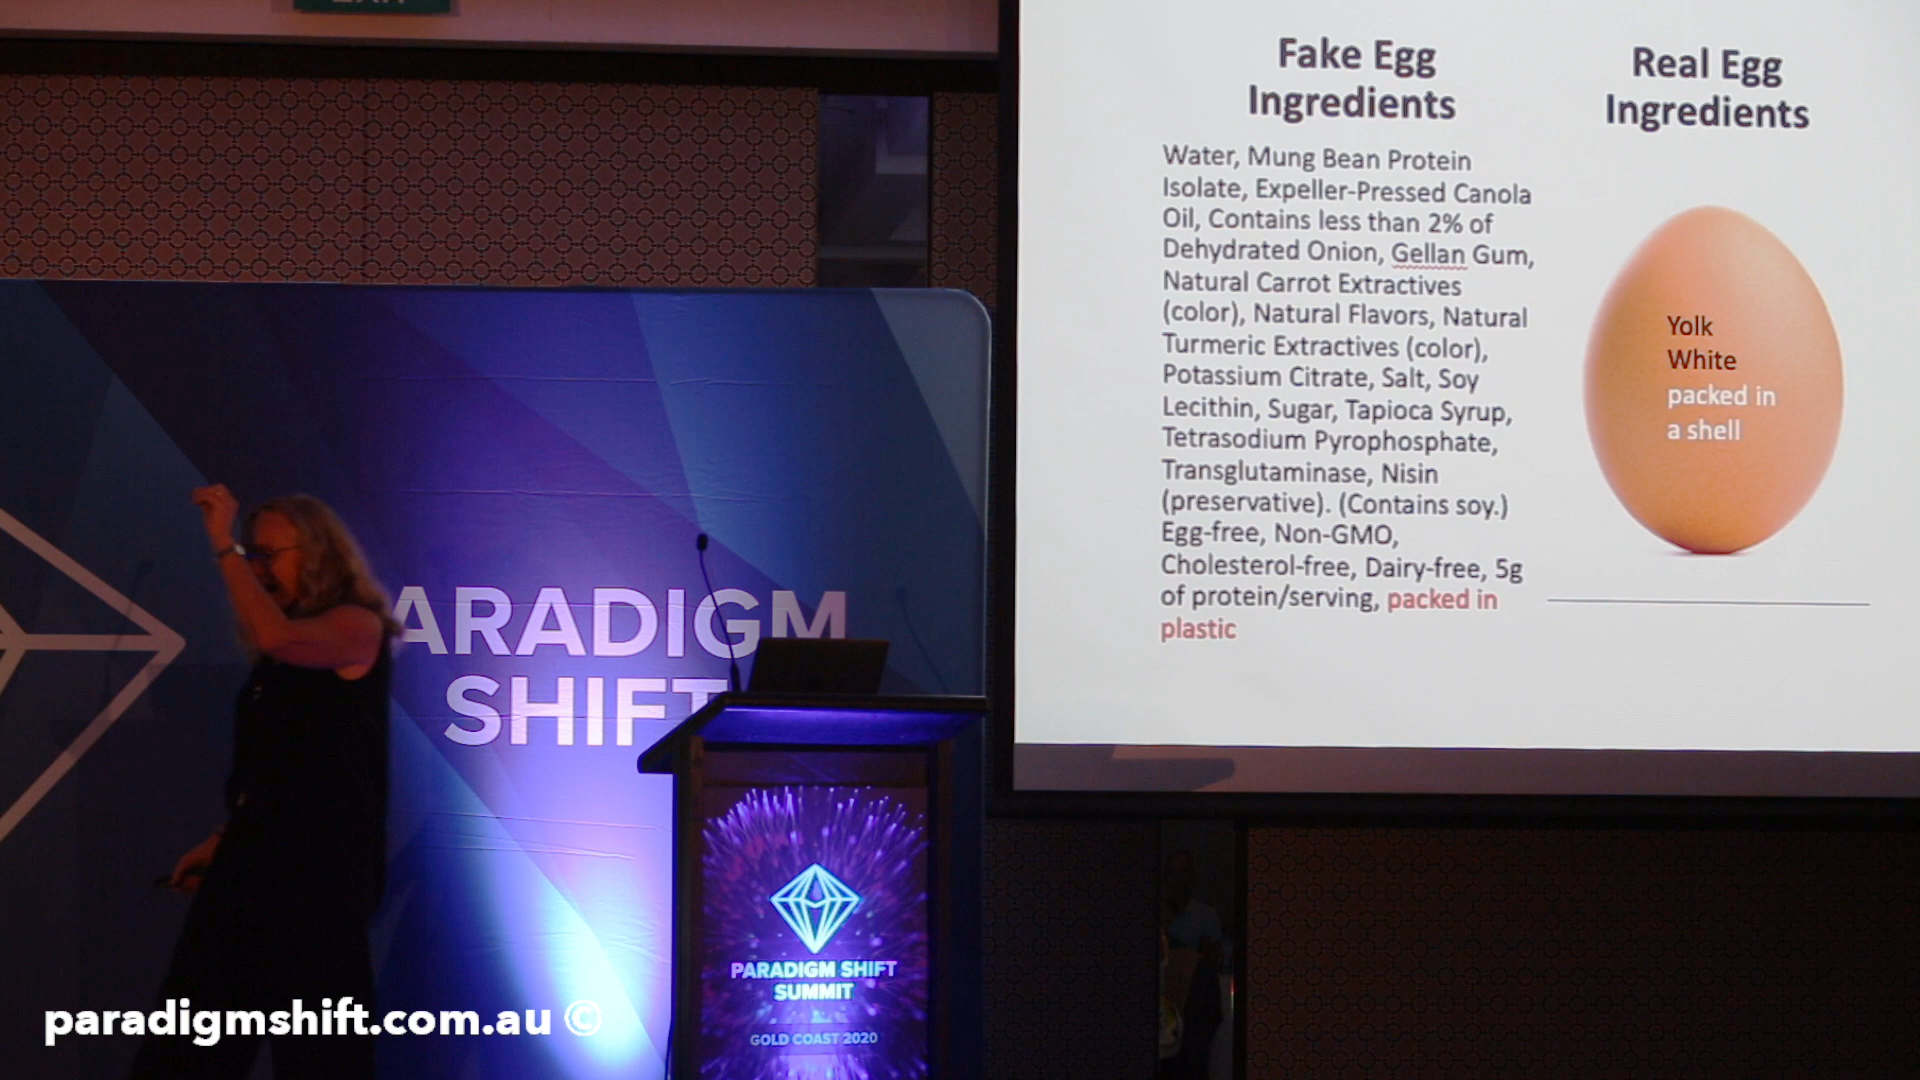 EXIT
Fake Egg
Ingredients
Water, Mung Bean Protein
Isolate, Expeller-Pressed Canola
Oil, Contains less than 2% of
Dehydrated Onion, Gellan Gum,
Natural Carrot Extractives
(color), Natural Flavors, Natural
Turmeric Extractives (color),
Potassium Citrate, Salt, Soy
Lecithin, Sugar, Tapioca Syrup,
Tetrasodium Pyrophosphate,
Transglutaminase, Nisin
(preservative). (Contains soy.)
Egg-free, Non-GMO,
Cholesterol-free, Dairy-free, 5g
of protein/serving, packed in
plastic
Real Egg
Ingredients
Yolk
White
packed in
a shell
ARADIGM
SHIFT
PARADIGM SHIFT
SUMMIT
GOLD COAST 2020
paradigmshift.com.au ©